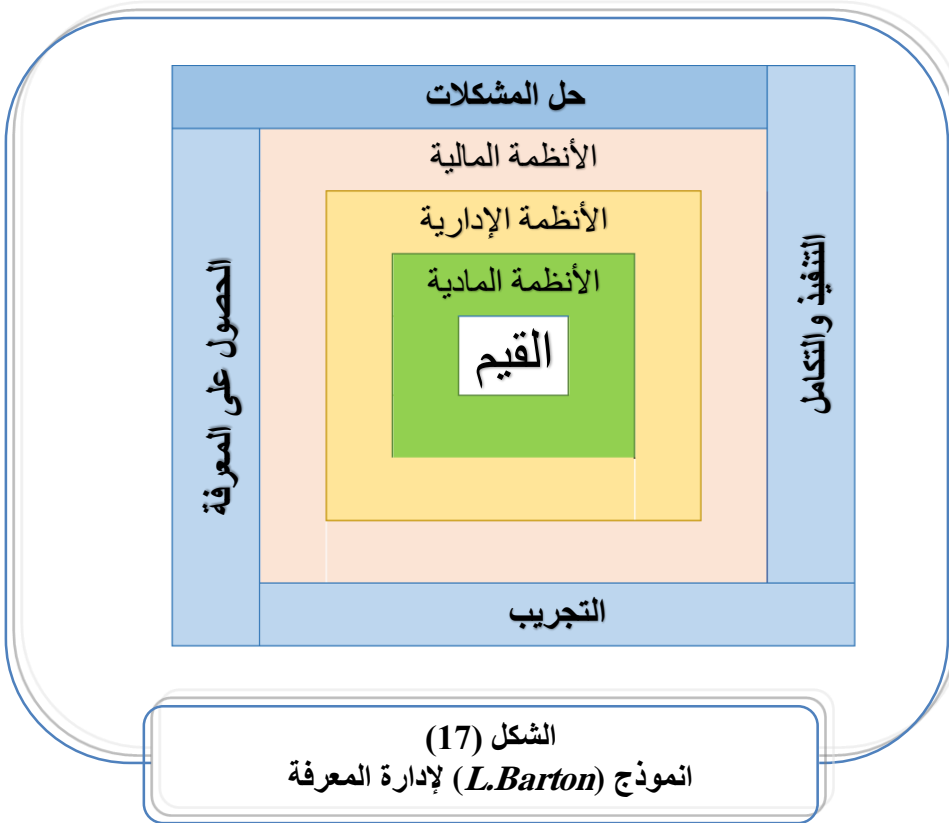 حل المشكلات
الأنظمة المالية
الأنظمة الإدارية
الأنظمة المادية
القيم
التنفيذ والتكامل
الحصول على المعرفة
التجريب
الشكل (17)
انموذج (L.Barton) لإدارة المعرفة